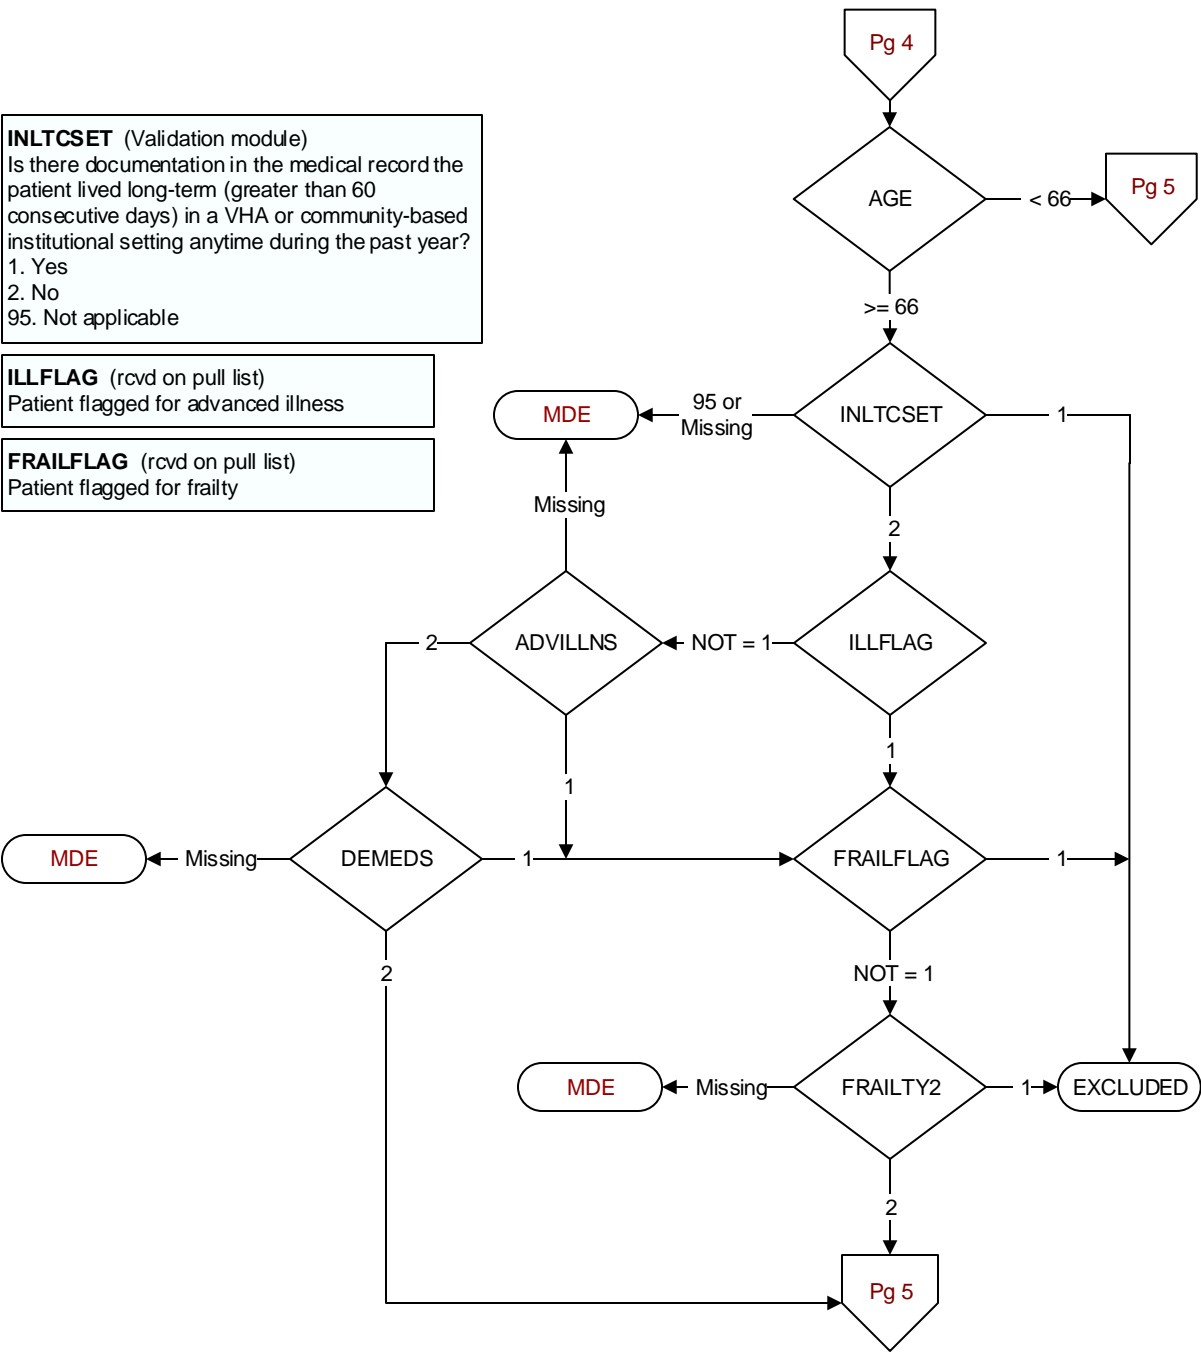 Pg 4
INLTCSET (Validation module)
Is there documentation in the medical record the
patient lived long-term (greater than 60
consecutive days) in a VHA or community-based
institutional setting anytime during the past year?
1. Yes
2. No
95. Not applicable
AGE
< 66
Pg 5
>= 66
ILLFLAG (rcvd on pull list)
Patient flagged for advanced illness
FRAILFLAG (rcvd on pull list)
Patient flagged for frailty
MDE
95 or
Missing
INLTCSET
1
Missing
2
2
ADVILLNS
NOT = 1
ILLFLAG
1
1
MDE
Missing
DEMEDS
1
FRAILFLAG
1
2
NOT = 1
MDE
Missing
FRAILTY2
1
EXCLUDED
2
Pg 5